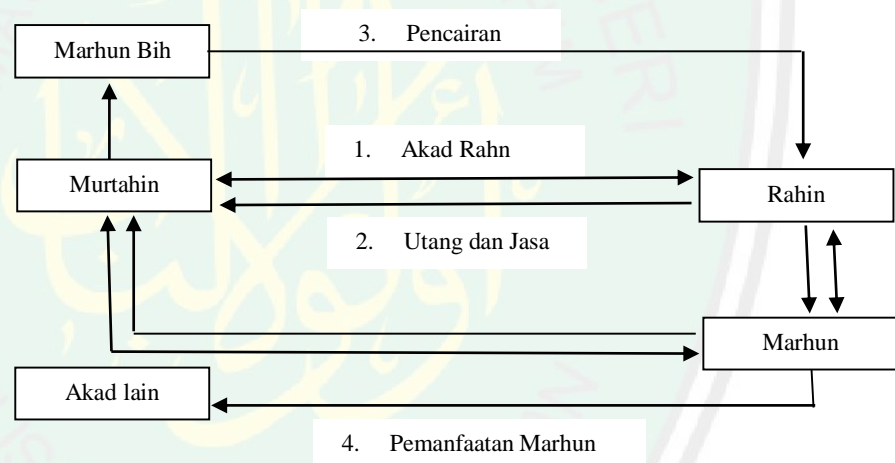 3. Pencairan
Marhun Bih
1. Akad Rahn
Murtahin
Rahin
2. Utang dan Jasa
Marhun
Akad lain
4. Pemanfaatan Marhun